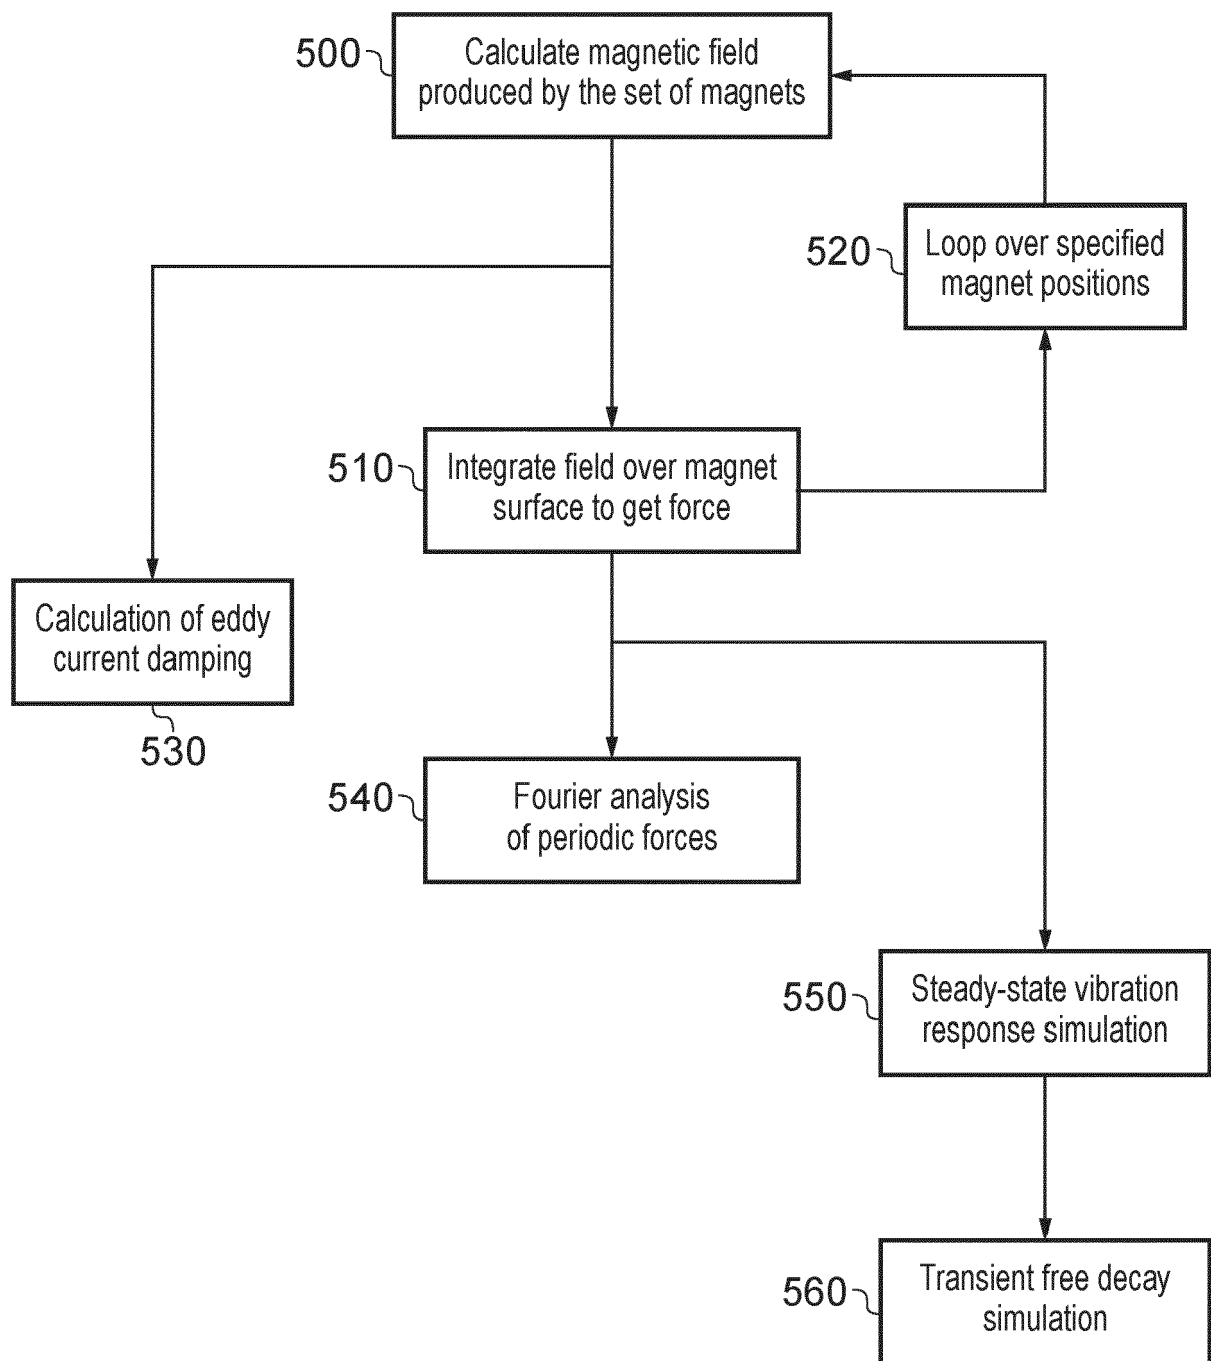 500
Calculate magnetic field
produced by the set of magnets
520
Loop over specified
magnet positions
510
Integrate field over magnet
surface to get force
Calculation of eddy
current damping
530
540
Fourier analysis
of periodic forces
550
Steady-state vibration
response simulation
560
Transient free decay
simulation